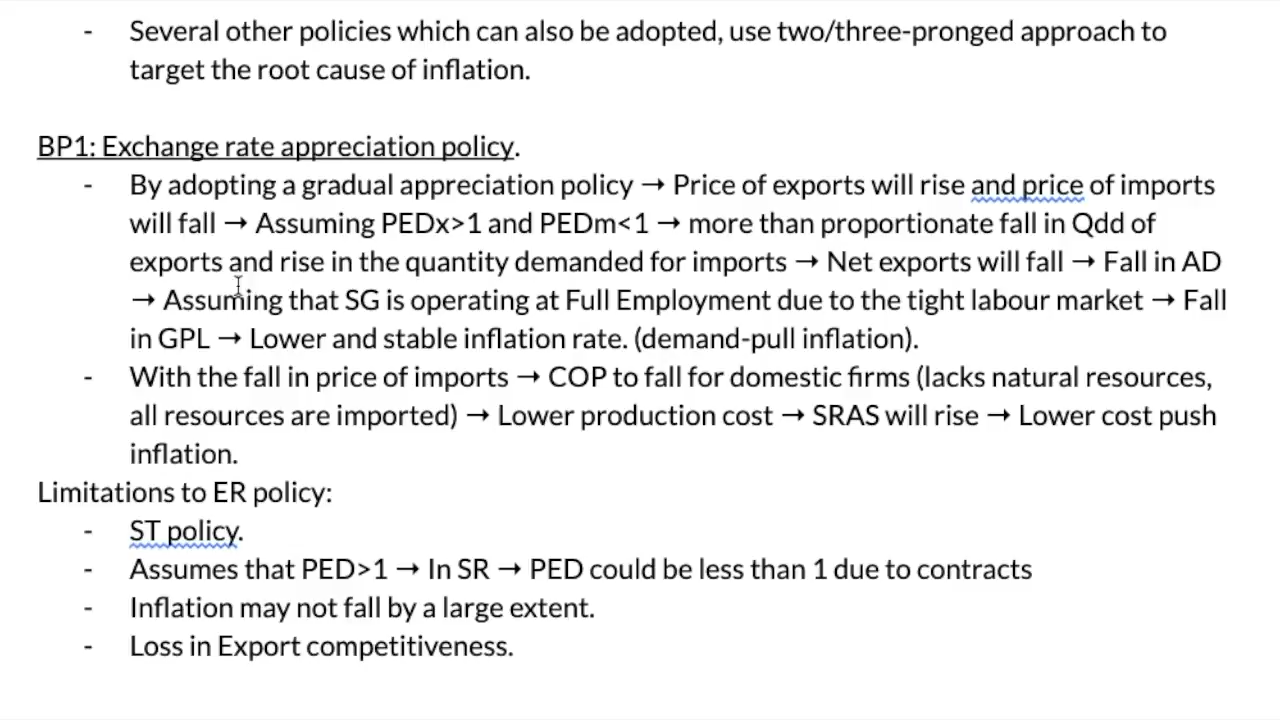 - Several other policies which can also be adopted, use two/three-pronged approach to
target the root cause of inflation.
BP1: Exchange rate appreciation policy.
- By adopting a gradual appreciation policy → Price of exports will rise and price of imports
will fall → Assuming PEDx>1 and PEDm<1 → more than proportionate fall in Qdd of
exports and rise in the quantity demanded for imports → Net exports will fall → Fall in AD
→ Assuming that SG is operating at Full Employment due to the tight labour market → Fall
in GPL → Lower and stable inflation rate. (demand-pull inflation).
- With the fall in price of imports → COP to fall for domestic firms (lacks natural resources,
all resources are imported) → Lower production cost → SRAS will rise → Lower cost push
inflation.
Limitations to ER policy:
- ST policy.
- Assumes that PED>1 → In SR → PED could be less than 1 due to contracts
- Inflation may not fall by a large extent.
- Loss in Export competitiveness.